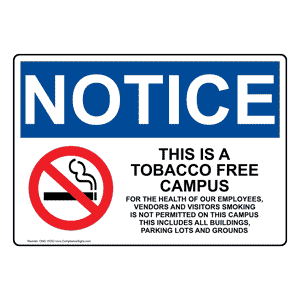 NOTICE
THIS IS A
TOBACCO FREE
CAMPUS
FOR THE HEALTH OF OUR EMPLOYEES,
VENDORS AND VISITORS SMOKING
IS NOT PERMITTED ON THIS CAMPUS
THIS INCLUDES ALL BUILDINGS,
PARKING LOTS AND GROUNDS